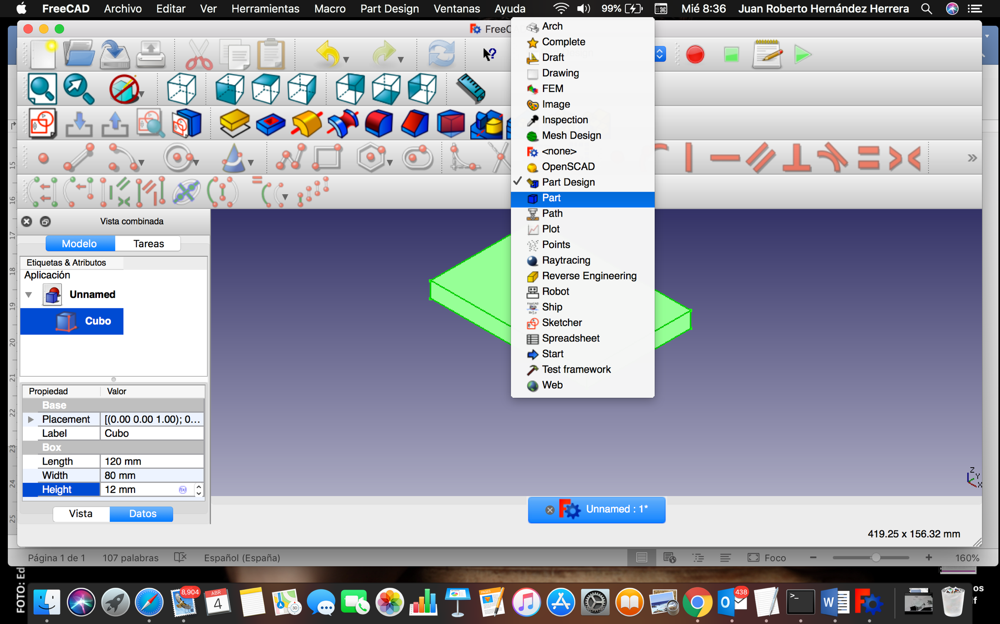 FreeCAD Archivo Editar Ver Herramientas Macro Part Design Ventanas Ayuda 99% Mié 8:36 Juan Roberto Hernández Herrera
FreeC
Arch
Complete
Draft
Drawing
FEM
Image
Inspection
Mesh Design
<none>
OpenSCAD
Part Design
Part
Path
Plot
Points
Raytracing
Reverse Engineering
Robot
Ship
Sketcher
Spreadsheet
Start
Test framework
Web
15
16
17
18
19
20
21
22
23
24
25
Vista combinada
Modelo Tareas
Etiquetas & Atributos
Aplicación
Unnamed
Cubo
Propiedad Valor
Base
Placement [(0.00 0.00 1.00); 0...
Label Cubo
Box
Length 120 mm
Width 80 mm
Height 12 mm
Vista Datos
Z
Y
X
Unnamed : 1*
419.25 x 156.32 mm
Página 1 de 1 107 palabras Español (España) Foco 160%
FOTO: Ed
os
f
8,904
ABR
4
3D
PAGES
438